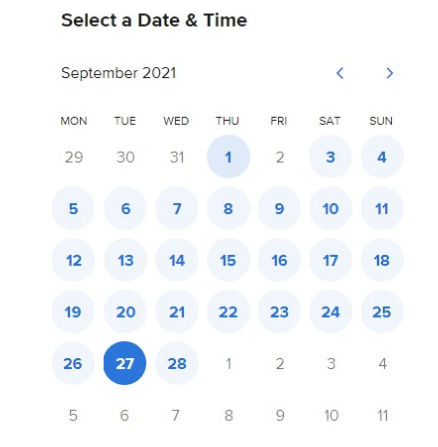 Select a Date & Time
September 2021
MON TUE WED THU FRI SAT SUN
29 30 31 1 2 3 4
5 6 7 8 9 10 11
12 13 14 15 16 17 18
19 20 21 22 23 24 25
26 27 28 1 2 3 4
5 6 7 8 9 10 11